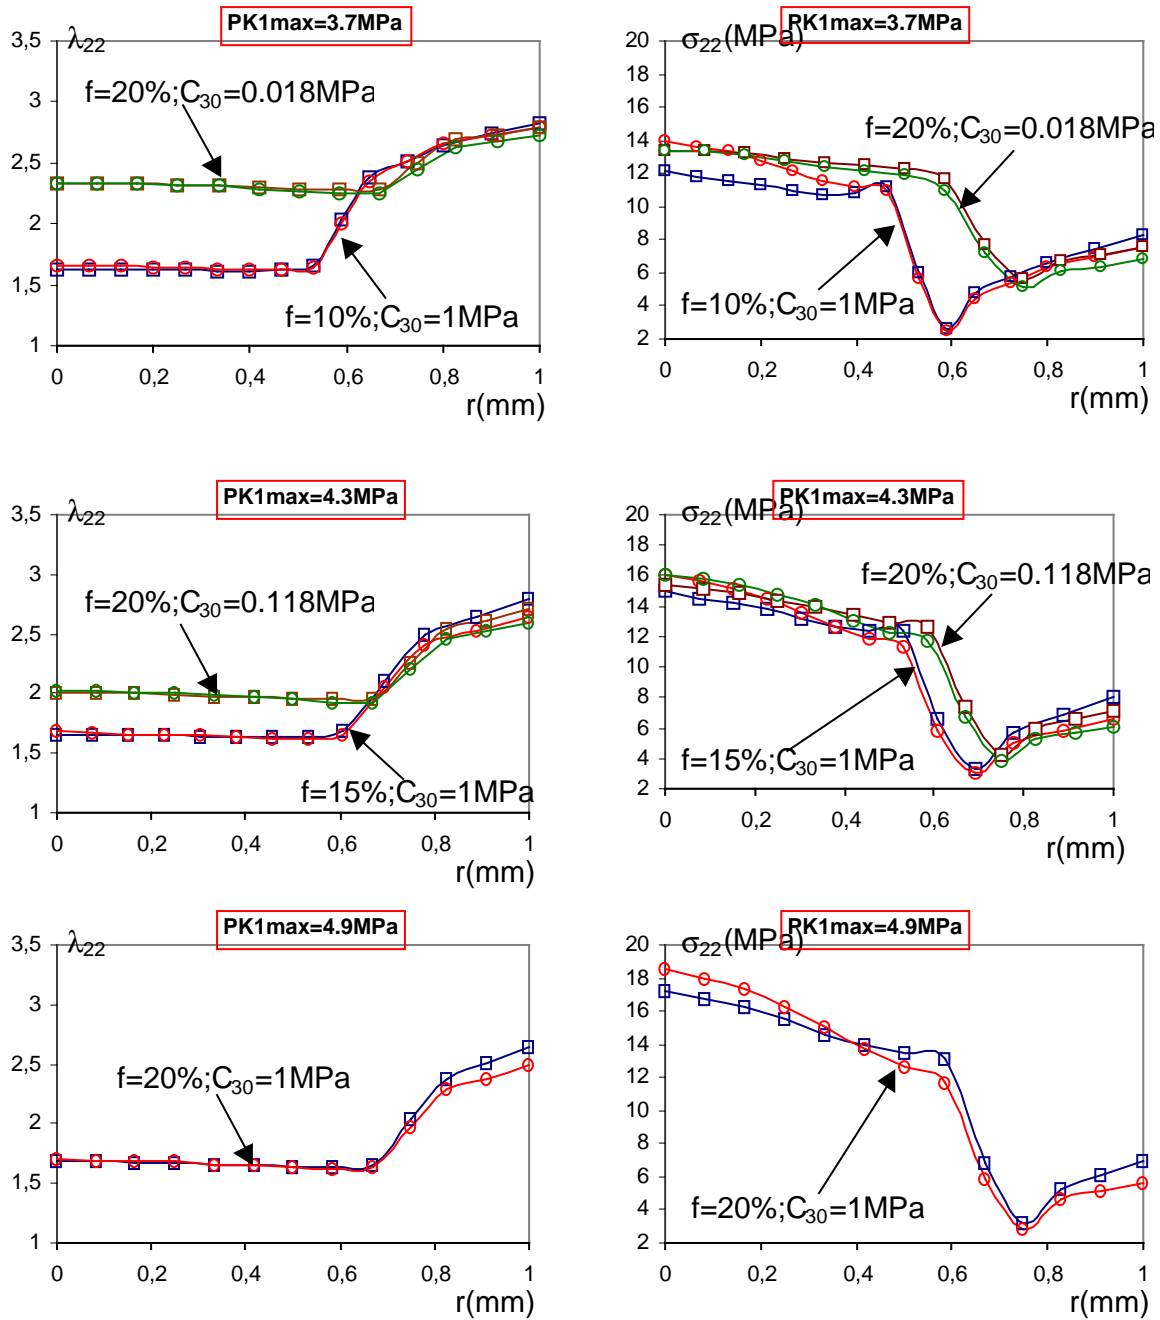 PK1max=3.7MPa
λ22
3,5
3
2,5
2
1,5
1
f=20%;C30=0.018MPa
f=10%;C30=1MPa
0 0,2 0,4 0,6 0,8 1
r(mm)
PK1max=3.7MPa
σ22(MPa)
20
18
16
14
12
10
8
6
4
2
f=20%;C30=0.018MPa
f=10%;C30=1MPa
0 0,2 0,4 0,6 0,8 1
r(mm)
PK1max=4.3MPa
λ22
3,5
3
2,5
2
1,5
1
f=20%;C30=0.118MPa
f=15%;C30=1MPa
0 0,2 0,4 0,6 0,8 1
r(mm)
PK1max=4.3MPa
σ22(MPa)
20
18
16
14
12
10
8
6
4
2
f=20%;C30=0.118MPa
f=15%;C30=1MPa
0 0,2 0,4 0,6 0,8 1
r(mm)
PK1max=4.9MPa
λ22
3,5
3
2,5
2
1,5
1
f=20%;C30=1MPa
0 0,2 0,4 0,6 0,8 1
r(mm)
PK1max=4.9MPa
σ22(MPa)
20
18
16
14
12
10
8
6
4
2
f=20%;C30=1MPa
0 0,2 0,4 0,6 0,8 1
r(mm)